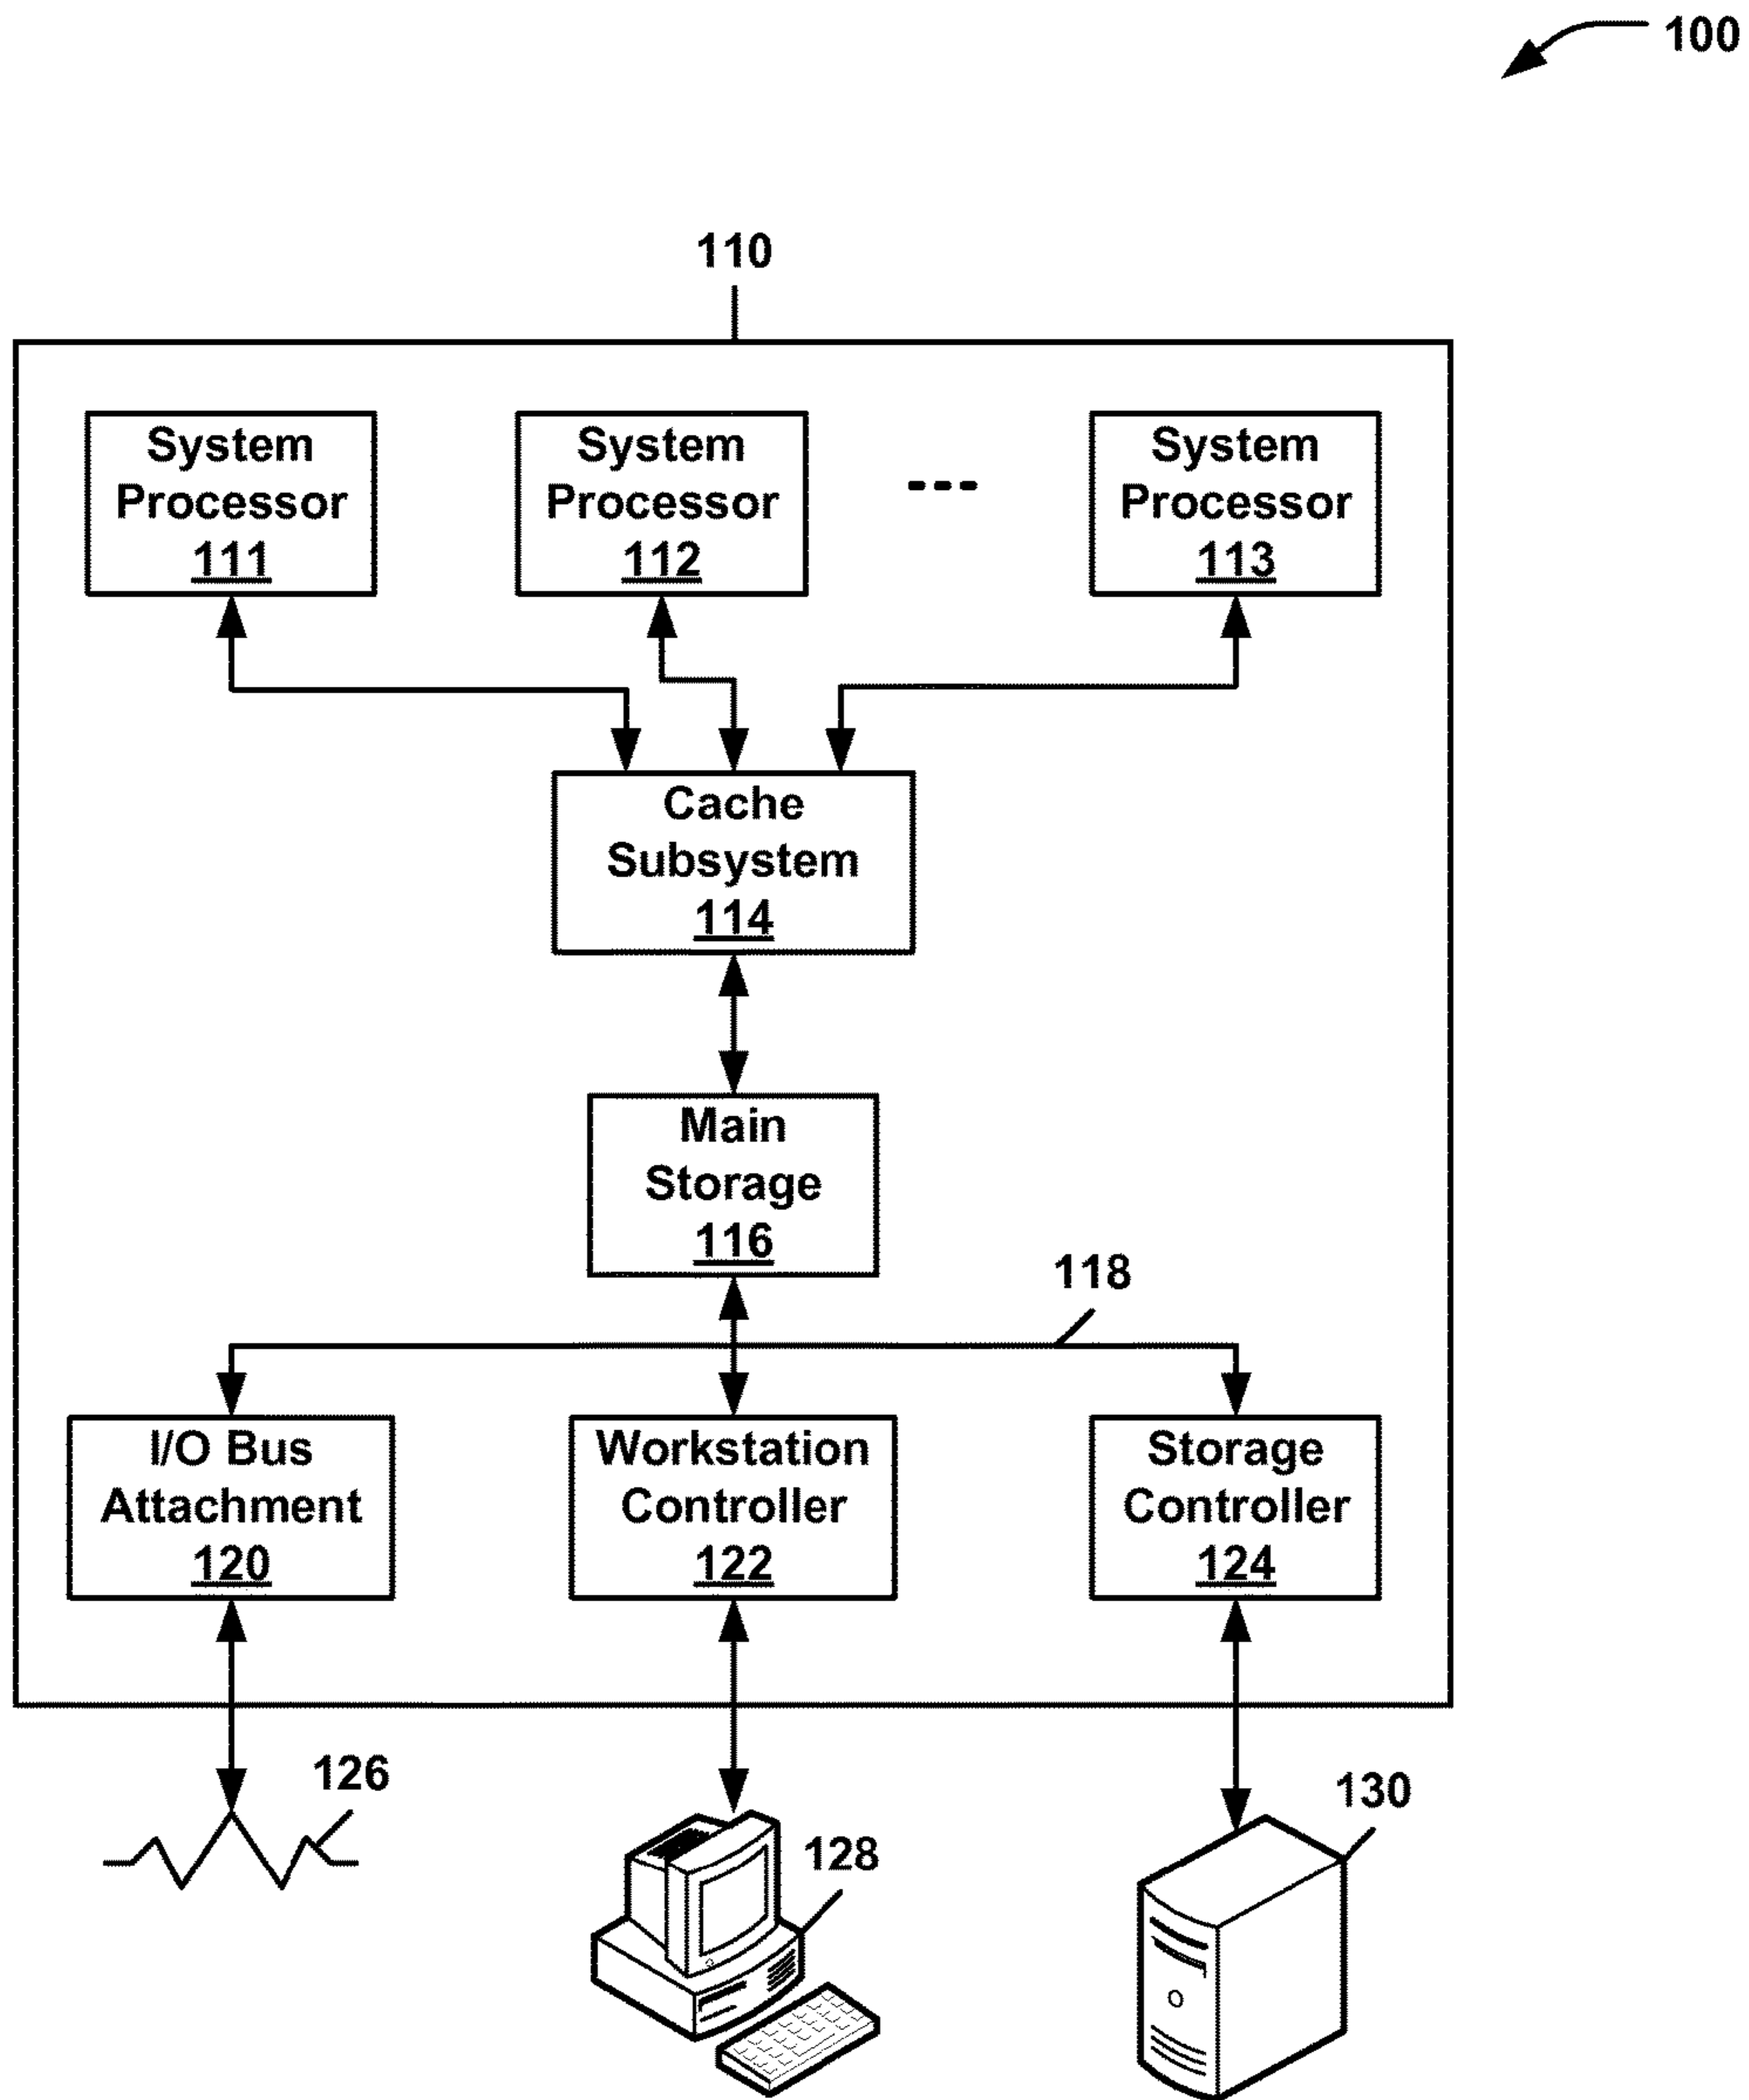 100
110
System
Processor
111
System
Processor
112
---
System
Processor
113
Cache
Subsystem
114
Main
Storage
116
118
I/O Bus
Attachment
120
Workstation
Controller
122
Storage
Controller
124
126
128
130